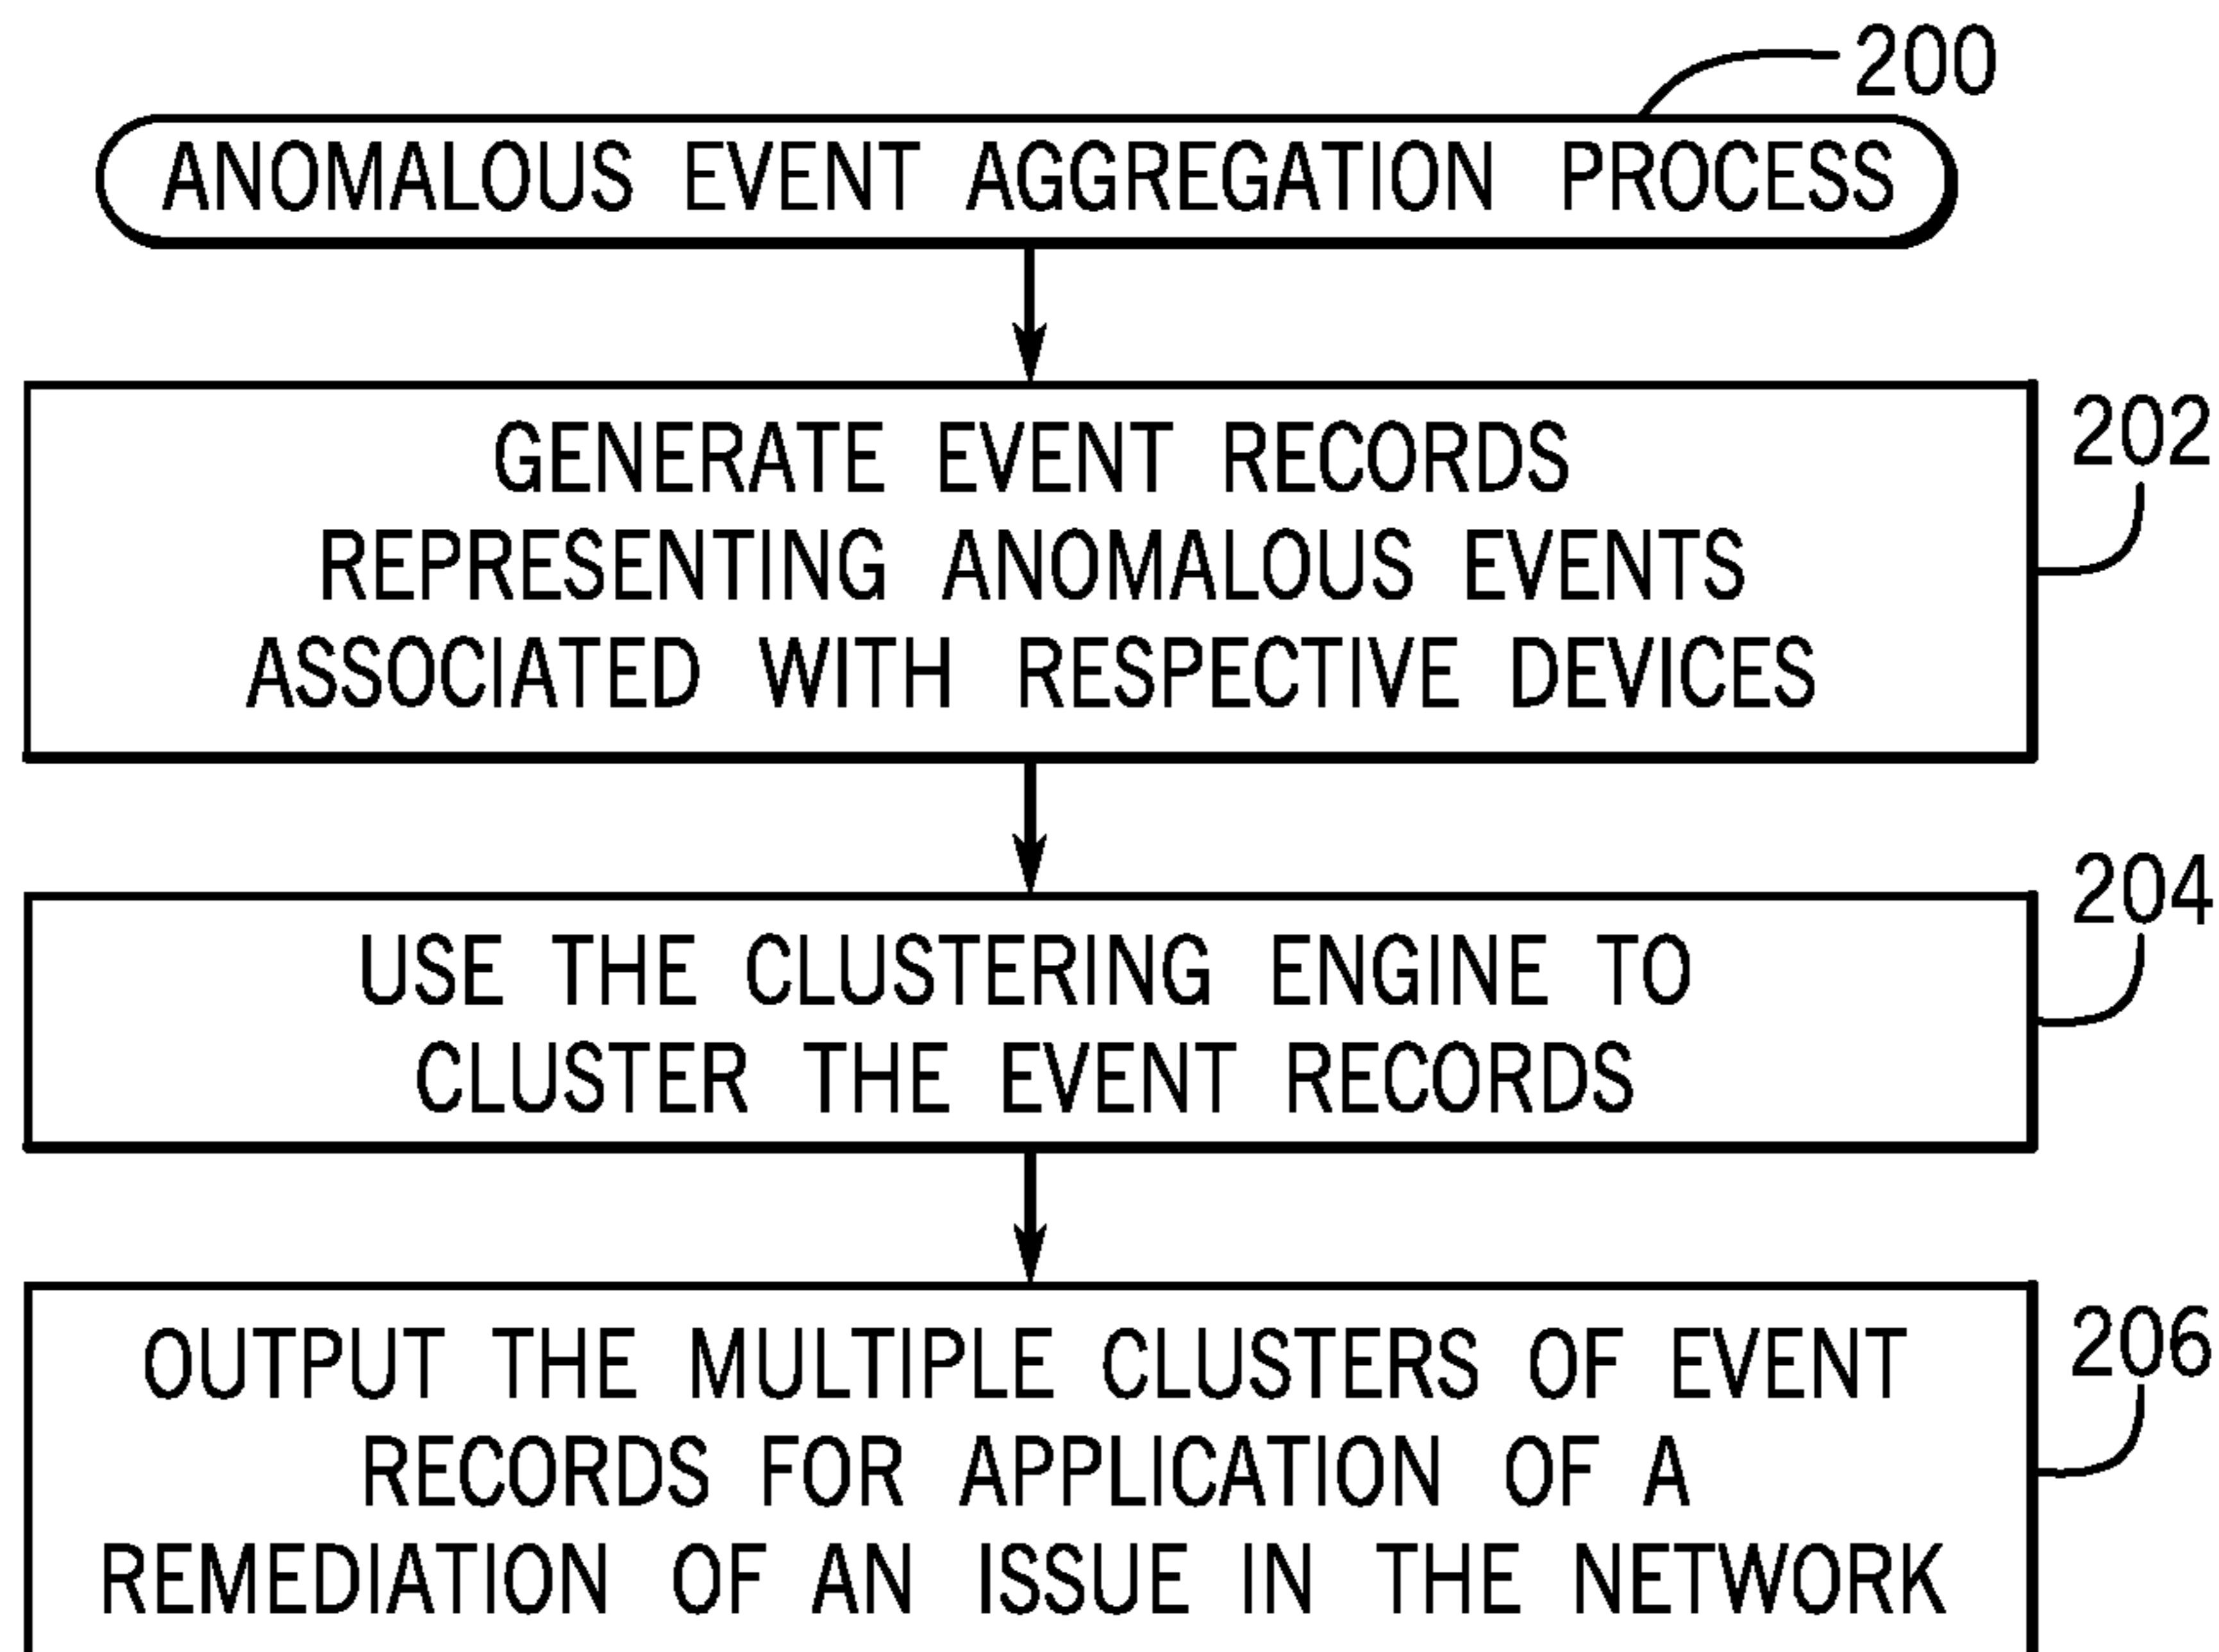 200
ANOMALOUS EVENT AGGREGATION PROCESS
202
GENERATE EVENT RECORDS
REPRESENTING ANOMALOUS EVENTS
ASSOCIATED WITH RESPECTIVE DEVICES
204
USE THE CLUSTERING ENGINE TO
CLUSTER THE EVENT RECORDS
206
OUTPUT THE MULTIPLE CLUSTERS OF EVENT
RECORDS FOR APPLICATION OF A
REMEDIATION OF AN ISSUE IN THE NETWORK